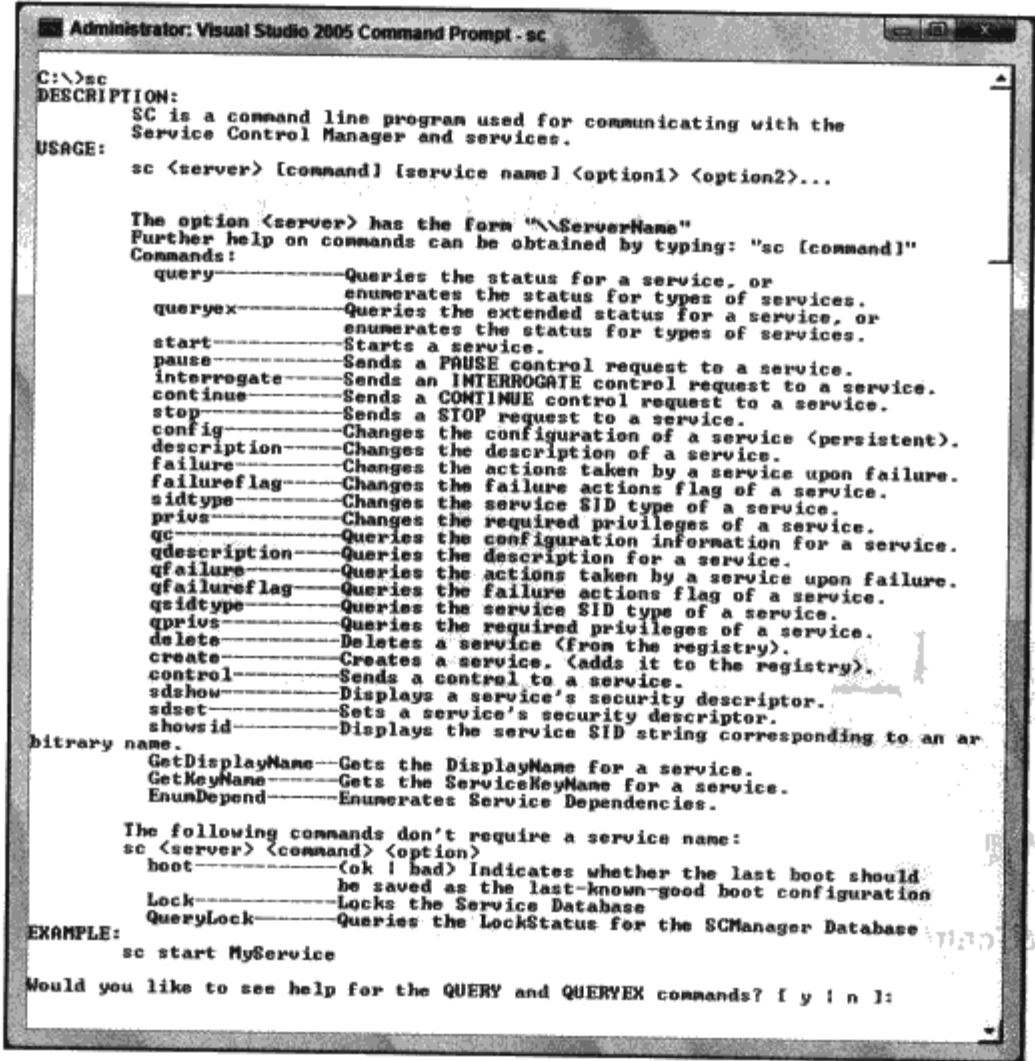 Administrator: Visual Studio 2005 Command Prompt - sc
C:\>sc
DESCRIPTION:
SC is a command line program used for communicating with the
Service Control Manager and services.
USAGE:
sc <server> [command] [service name] <option1> <option2>...
The option <server> has the form "\\ServerName"
Further help on commands can be obtained by typing: "sc [command]"
Commands:
query-----------Queries the status for a service, or
enumerates the status for types of services.
queryex---------Queries the extended status for a service, or
enumerates the status for types of services.
start-----------Starts a service.
pause-----------Sends a PAUSE control request to a service.
interrogate-----Sends an INTERROGATE control request to a service.
continue--------Sends a CONTINUE control request to a service.
stop------------Sends a STOP request to a service.
config----------Changes the configuration of a service (persistent).
description-----Changes the description of a service.
failure---------Changes the actions taken by a service upon failure.
failureflag-----Changes the failure actions flag of a service.
sidtype---------Changes the service SID type of a service.
privs-----------Changes the required privileges of a service.
qc--------------Queries the configuration information for a service.
qdescription----Queries the description for a service.
qfailure--------Queries the actions taken by a service upon failure.
qfailureflag----Queries the failure actions flag of a service.
qsidtype--------Queries the service SID type of a service.
qprivs----------Queries the required privileges of a service.
delete----------Deletes a service (from the registry).
create----------Creates a service. (adds it to the registry).
control---------Sends a control to a service.
sdshow----------Displays a service's security descriptor.
sdset-----------Sets a service's security descriptor.
showsid---------Displays the service SID string corresponding to an ar
bitrary name.
GetDisplayName--Gets the DisplayName for a service.
GetKeyName------Gets the ServiceKeyName for a service.
EnumDepend------Enumerates Service Dependencies.
The following commands don't require a service name:
sc <server> <command> <option>
boot------------(ok | bad) Indicates whether the last boot should
be saved as the last-known-good boot configuration
Lock------------Locks the Service Database
QueryLock-------Queries the LockStatus for the SCManager Database
EXAMPLE:
sc start MyService
Would you like to see help for the QUERY and QUERYEX commands? [ y | n ]: